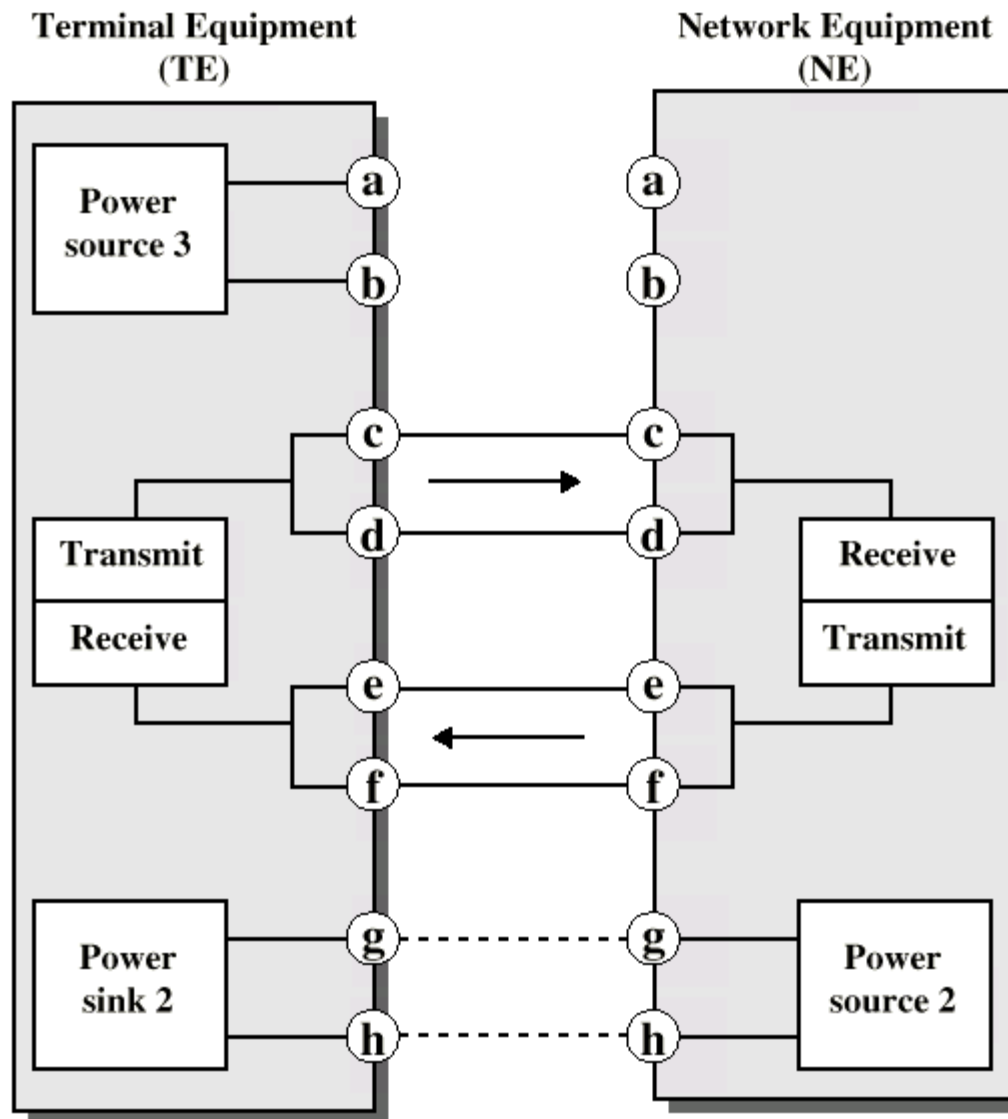 Terminal Equipment
(TE)
Network Equipment
(NE)
Power
source 3
a
a
b
b
c
c
d
d
Transmit
Receive
Receive
Transmit
e
e
f
f
Power
sink 2
g
g
Power
source 2
h
h